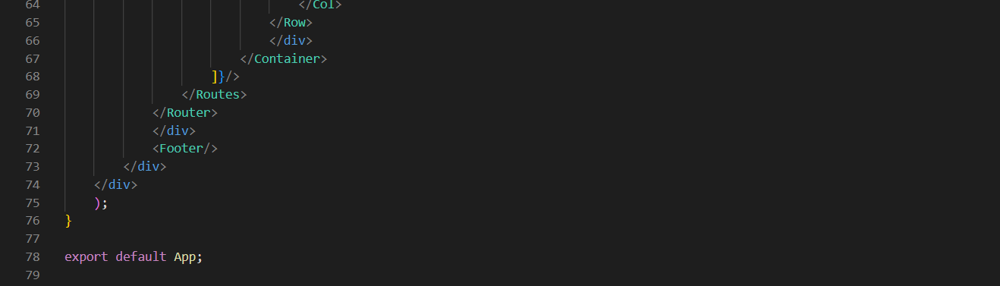 64 </Col>
65 </Row>
66 </div>
67 </Container>
68 ]}/>
69 </Routes>
70 </Router>
71 </div>
72 <Footer/>
73 </div>
74 </div>
75 );
76 }
77
78 export default App;
79